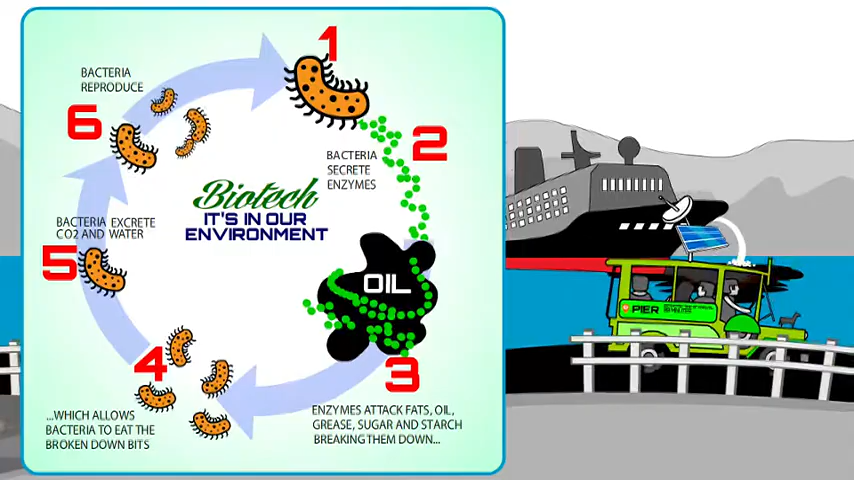 1
2
BACTERIA
SECRETE
ENZYMES
BACTERIA
REPRODUCE
6
Biotech
IT'S IN OUR
ENVIRONMENT
BACTERIA EXCRETE
CO2 AND WATER
5
OIL
4
3
...WHICH ALLOWS
BACTERIA TO EAT THE
BROKEN DOWN BITS
ENZYMES ATTACK FATS, OIL,
GREASE, SUGAR AND STARCH
BREAKING THEM DOWN...
PIER